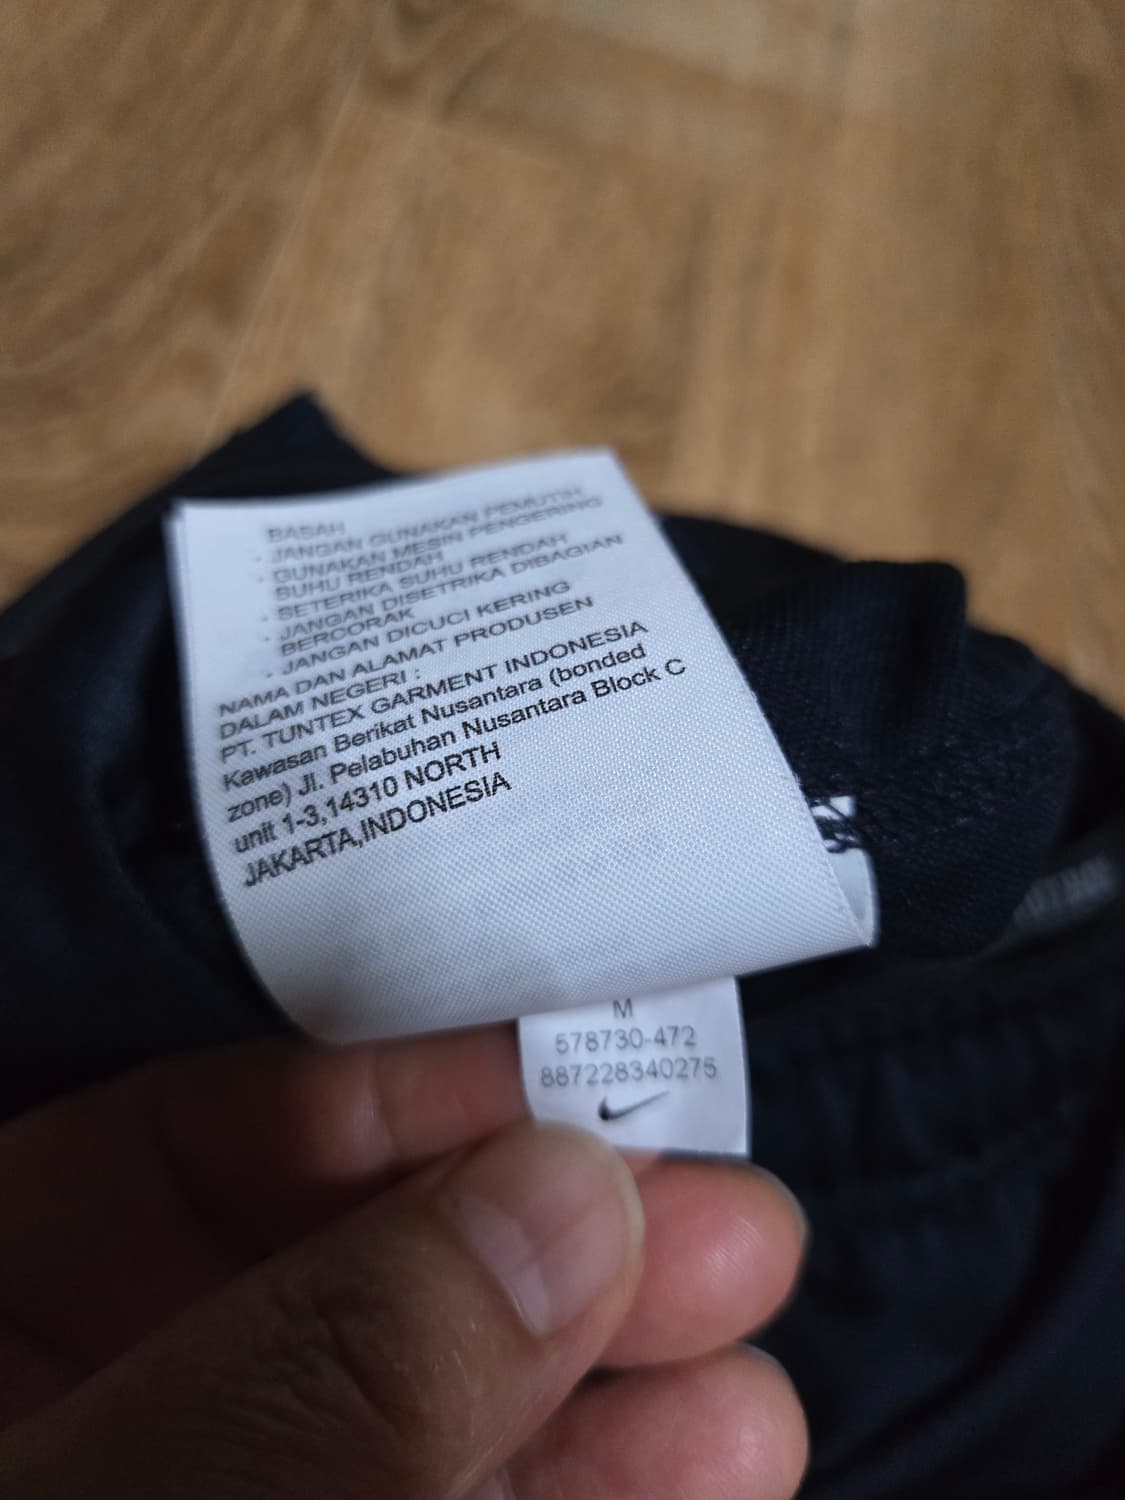 BASAH
. JANGAN GUNAKAN PEMUTIH
. GUNAKAN MESIN PENGERING
SUHU RENDAH
. SETERIKA SUHU RENDAH
. JANGAN DISETRIKA DIBAGIAN
BERCORAK
. JANGAN DICUCI KERING
NAMA DAN ALAMAT PRODUSEN
DALAM NEGERI :
PT. TUNTEX GARMENT INDONESIA
Kawasan Berikat Nusantara (bonded
zone) Jl. Pelabuhan Nusantara Block C
unit 1-3,14310 NORTH
JAKARTA,INDONESIA
M
578730-472
887228340275